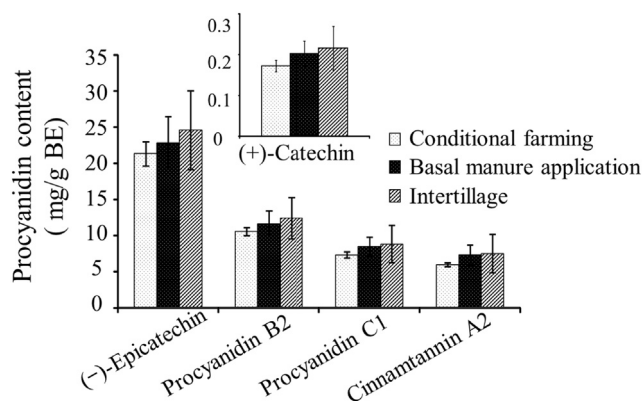 Procyanidin content
( mg/g BE)
35
30
25
20
15
10
5
0
0.3
0.2
0.1
0
(+)-Catechin
Conditional farming
Basal manure application
Intertillage
(−)-Epicatechin
Procyanidin B2
Procyanidin C1
Cinnamtannin A2